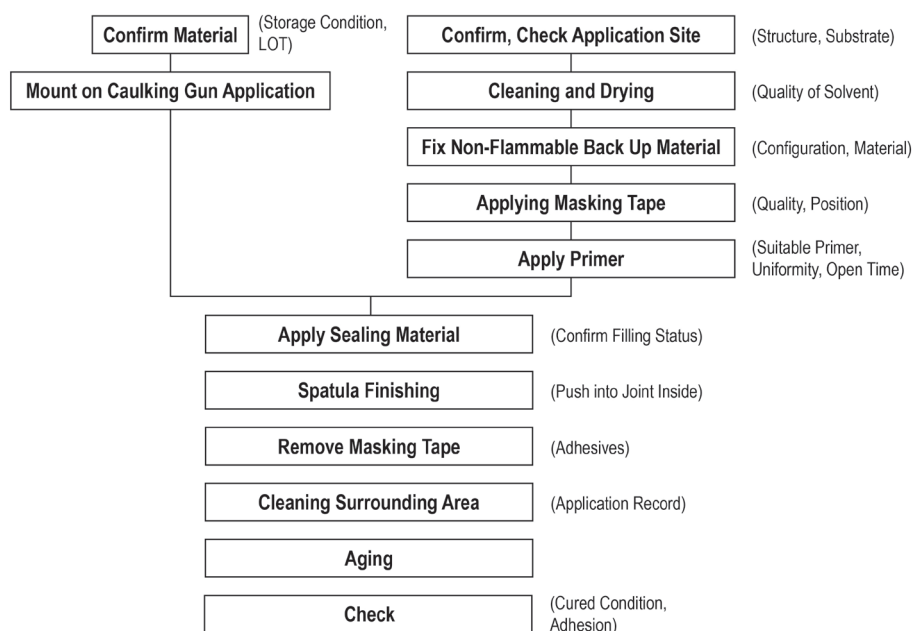 Confirm Material
(Storage Condition,
LOT)
Mount on Caulking Gun Application
Confirm, Check Application Site
(Structure, Substrate)
Cleaning and Drying
(Quality of Solvent)
Fix Non-Flammable Back Up Material
(Configuration, Material)
Applying Masking Tape
(Quality, Position)
Apply Primer
(Suitable Primer,
Uniformity, Open Time)
Apply Sealing Material
(Confirm Filling Status)
Spatula Finishing
(Push into Joint Inside)
Remove Masking Tape
(Adhesives)
Cleaning Surrounding Area
(Application Record)
Aging
Check
(Cured Condition,
Adhesion)